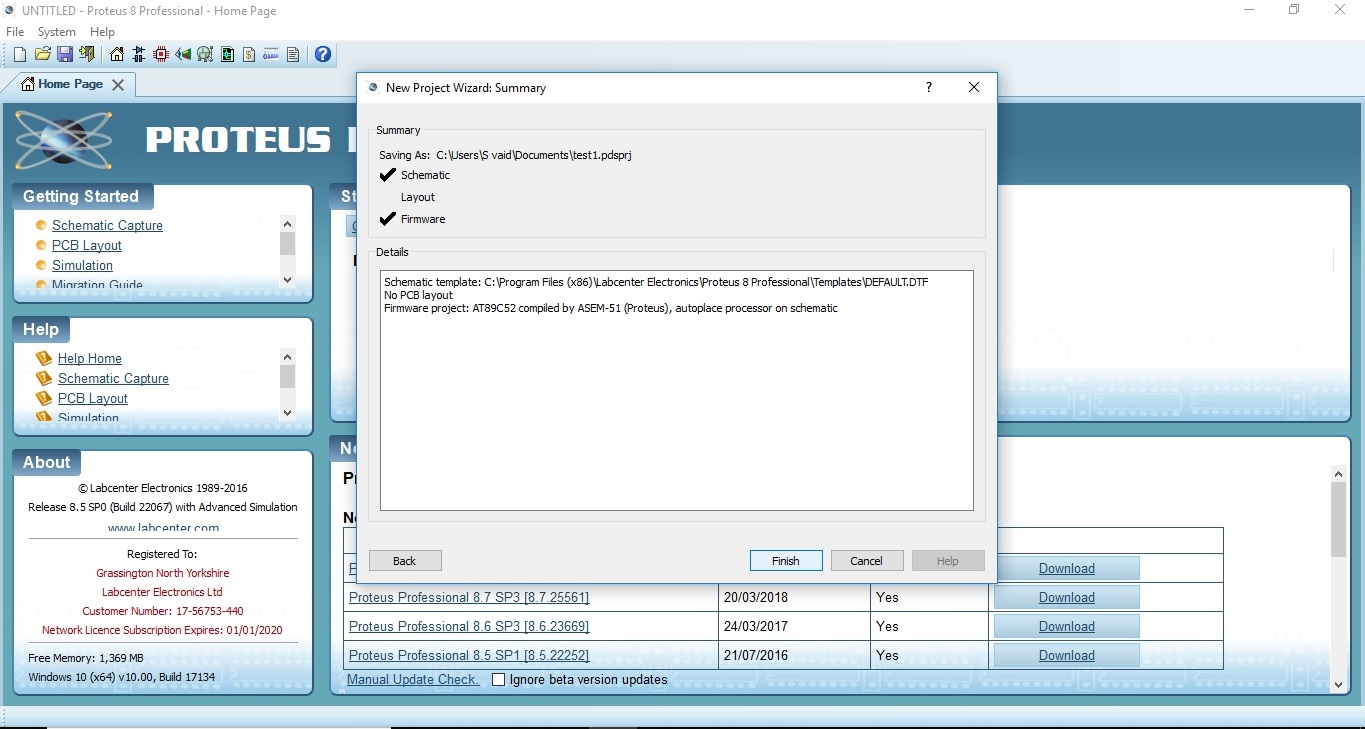 UNTITLED - Proteus 8 Professional - Home Page
File System Help
Home Page
New Project Wizard: Summary
?
PROTEUS
Summary
Saving As: C:\Users\S vaid\Documents\test1.pdsprj
Schematic
Layout
Firmware
Details
Schematic template: C:\Program Files (x86)\Labcenter Electronics\Proteus 8 Professional\Templates\DEFAULT.DTF
No PCB layout
Firmware project: AT89C52 compiled by ASEM-51 (Proteus), autoplace processor on schematic
Back Finish Cancel Help
Getting Started
Schematic Capture
PCB Layout
Simulation
Migration Guide
Help
Help Home
Schematic Capture
PCB Layout
Simulation
About
© Labcenter Electronics 1989-2016
Release 8.5 SP0 (Build 22067) with Advanced Simulation
www.labcenter.com
Registered To:
Grassington North Yorkshire
Labcenter Electronics Ltd
Customer Number: 17-56753-440
Network Licence Subscription Expires: 01/01/2020
Free Memory: 1,369 MB
Windows 10 (x64) v10.00, Build 17134
St
Ne
Download
Proteus Professional 8.7 SP3 [8.7.25561] 20/03/2018 Yes Download
Proteus Professional 8.6 SP3 [8.6.23669] 24/03/2017 Yes Download
Proteus Professional 8.5 SP1 [8.5.22252] 21/07/2016 Yes Download
Manual Update Check. Ignore beta version updates